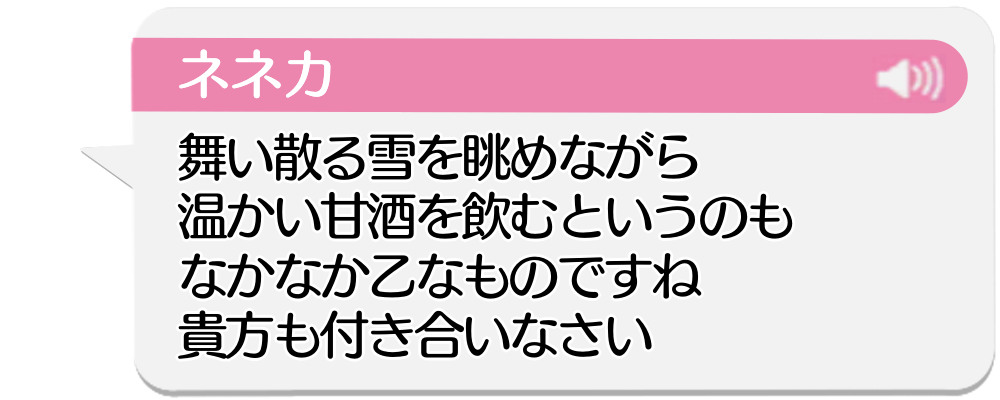 ネネカ
舞い散る雪を眺めながら
温かい甘酒を飲むというのも
なかなか乙なものですね
貴方も付き合いなさい